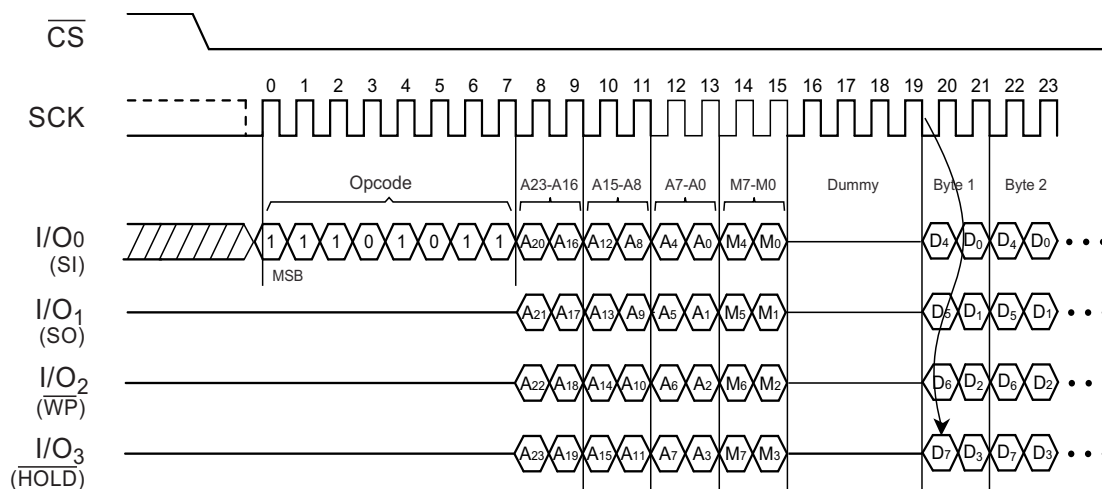 CS
0 1 2 3 4 5 6 7 8 9 10 11 12 13 14 15 16 17 18 19 20 21 22 23
SCK
Opcode A23-A16 A15-A8 A7-A0 M7-M0 Dummy Byte 1 Byte 2
I/O0 1 1 1 0 1 0 1 1 A20 A16 A12 A8 A4 A0 M4 M0 D4 D0 D4 D0 • • •
(SI)
MSB
I/O1 A21 A17 A13 A9 A5 A1 M5 M1 D5 D1 D5 D1 • • •
(SO)
I/O2 A22 A18 A14 A10 A6 A2 M6 M2 D6 D2 D6 D2 • •
(WP)
I/O3 A23 A19 A15 A11 A7 A3 M7 M3 D7 D3 D7 D3 • •
(HOLD)